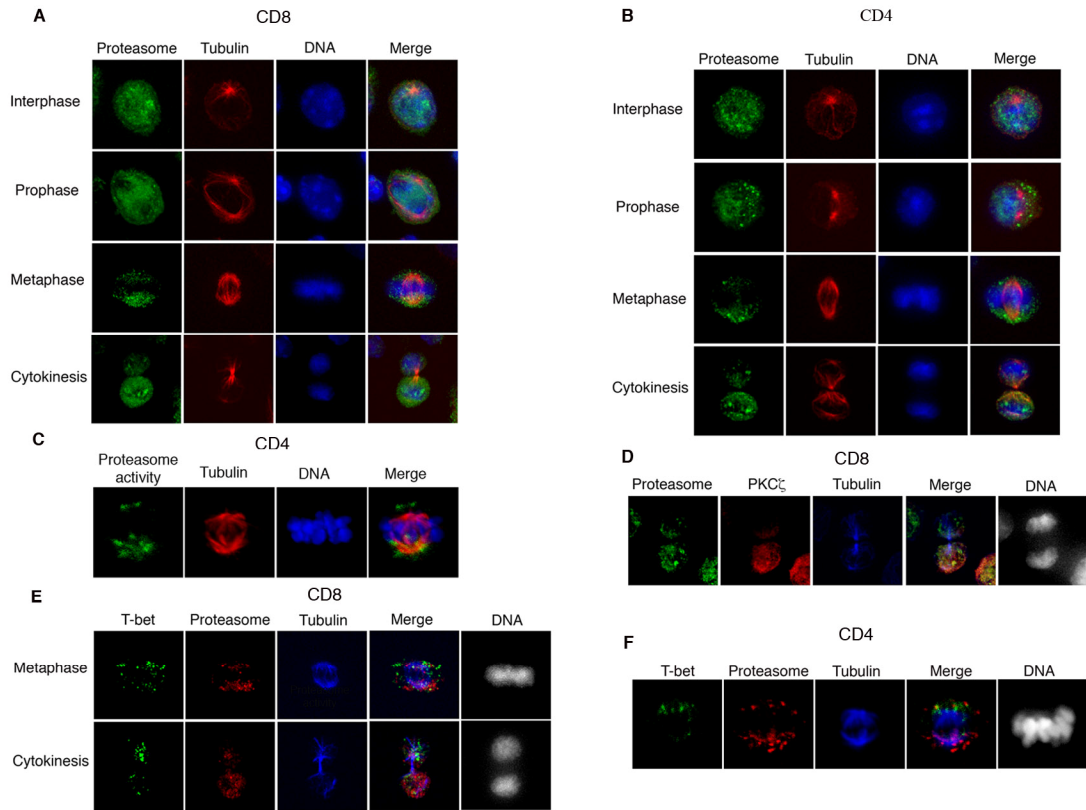 A
CD8
Proteasome Tubulin DNA Merge
Interphase
Prophase
Metaphase
Cytokinesis
B
CD4
Proteasome Tubulin DNA Merge
Interphase
Prophase
Metaphase
Cytokinesis
C
CD4
Proteasome
activity Tubulin DNA Merge
D
CD8
Proteasome PKCζ Tubulin Merge DNA
E
CD8
T-bet Proteasome Tubulin Merge DNA
Metaphase
Cytokinesis
F
CD4
T-bet Proteasome Tubulin Merge DNA